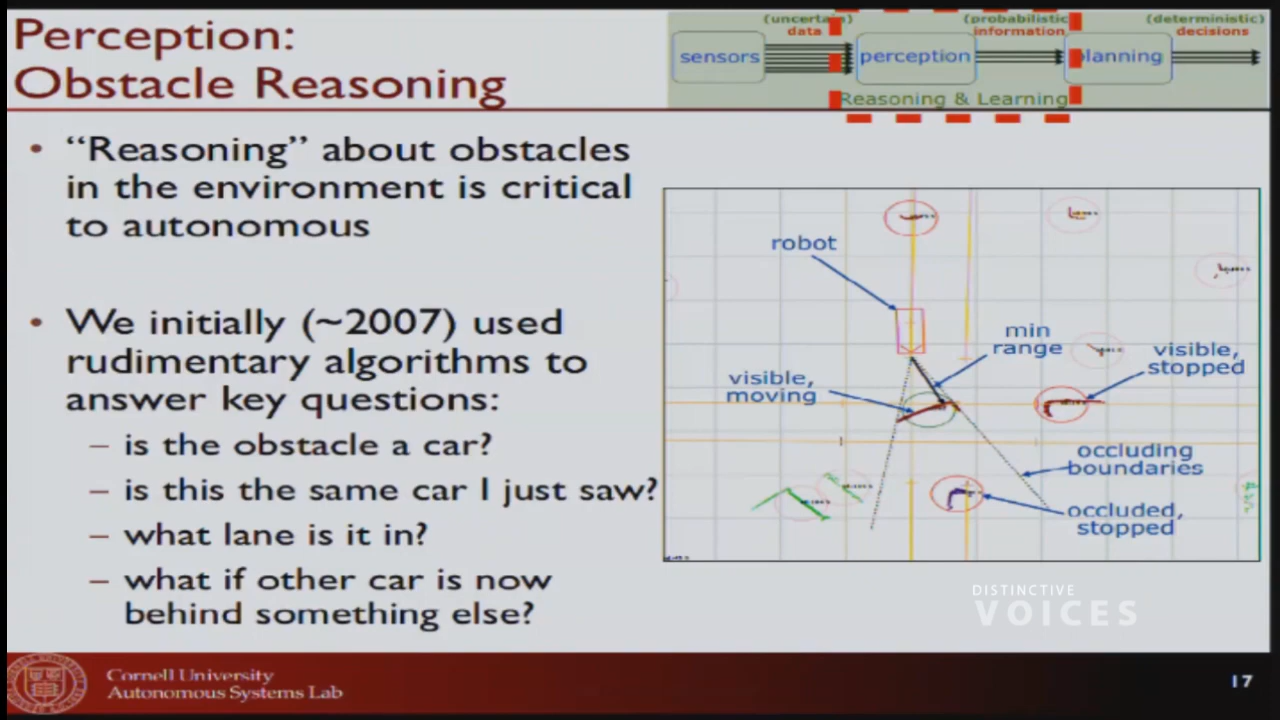 Perception:
Obstacle Reasoning
(uncertain)
data
(probabilistic
information
(deterministic)
decisions
sensors
perception
planning
Reasoning & Learning
• “Reasoning” about obstacles
in the environment is critical
to autonomous
• We initially (~2007) used
rudimentary algorithms to
answer key questions:
– is the obstacle a car?
– is this the same car I just saw?
– what lane is it in?
– what if other car is now
behind something else?
robot
min
range
visible,
stopped
visible,
moving
occluding
boundaries
occluded,
stopped
DISTINCTIVE
VOICES
Cornell University
Autonomous Systems Lab
17